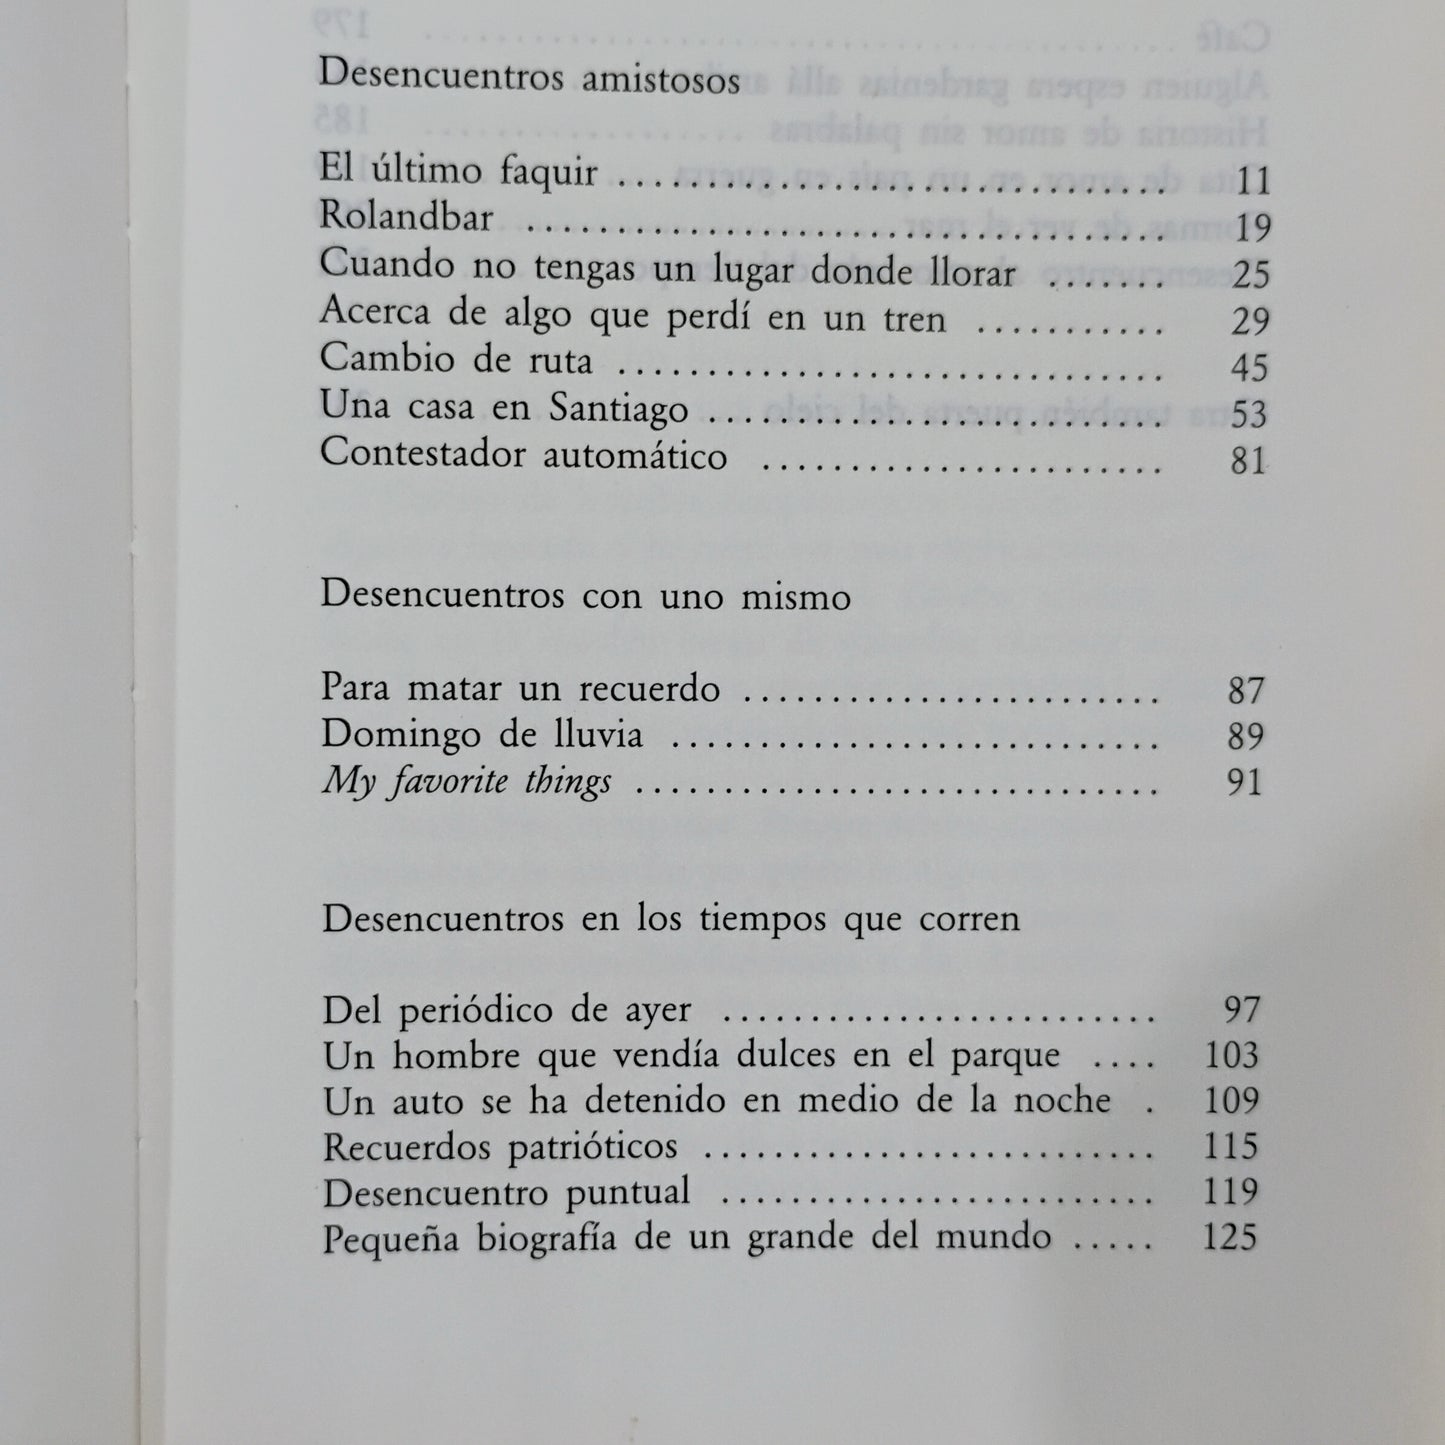 Desencuentros amistosos
El último faquir ............................... 11
Rolandbar .................................... 19
Cuando no tengas un lugar donde llorar ....... 25
Acerca de algo que perdí en un tren ........... 29
Cambio de ruta ............................... 45
Una casa en Santiago .......................... 53
Contestador automático ....................... 81
Desencuentros con uno mismo
Para matar un recuerdo ........................ 87
Domingo de lluvia ............................ 89
My favorite things .............................. 91
Desencuentros en los tiempos que corren
Del periódico de ayer ......................... 97
Un hombre que vendía dulces en el parque .... 103
Un auto se ha detenido en medio de la noche . 109
Recuerdos patrióticos .......................... 115
Desencuentro puntual ......................... 119
Pequeña biografía de un grande del mundo ..... 125